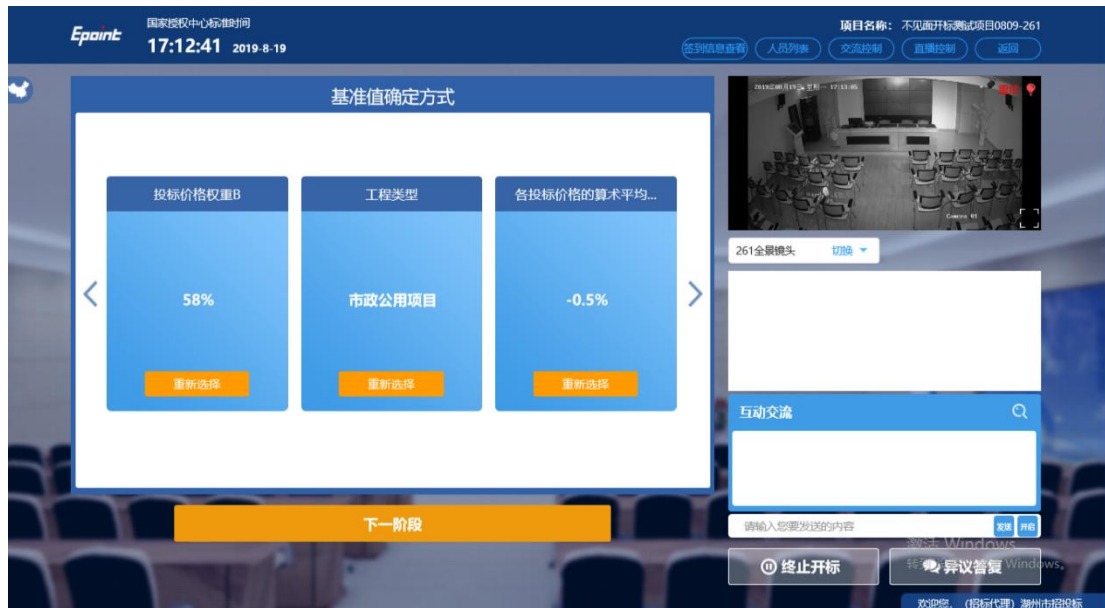 Epoint
国家授权中心标准时间
17:12:41 2019-8-19
项目名称： 不见面开标测试项目0809-261
签到信息查看 人员列表 交流控制 直播控制 返回
基准值确定方式
投标价格权重B
58%
重新选择
工程类型
市政公用项目
重新选择
各投标价格的算术平均...
-0.5%
重新选择
下一阶段
Camera 01
261全景镜头 切换
互动交流
请输入您要发送的内容 发送 开启
激活 Windows
终止开标 异议答复
Windows。
欢迎您， (招标代理) 湖州市招投标